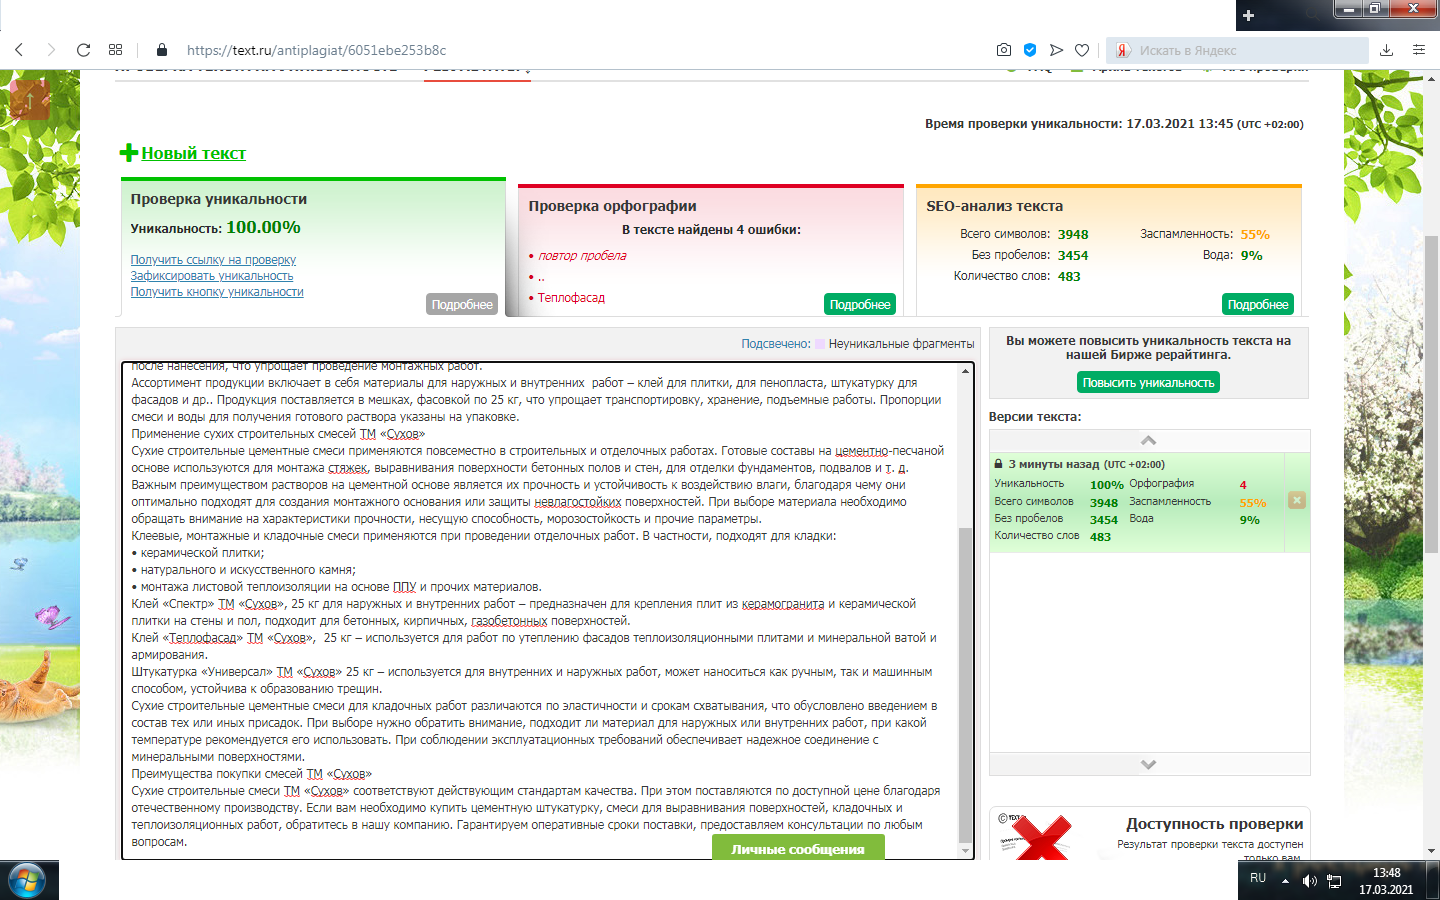 https://text.ru/antiplagiat/6051ebe253b8c
Искать в Яндекс
Время проверки уникальности: 17.03.2021 13:45 (UTC +02:00)
Новый текст
Проверка уникальности
Уникальность: 100.00%
Получить ссылку на проверку
Зафиксировать уникальность
Получить кнопку уникальности
Подробнее
Проверка орфографии
В тексте найдены 4 ошибки:
• повтор пробела
• ..
• Теплофасад
Подробнее
SEO-анализ текста
Всего символов: 3948 Заспамленность: 55%
Без пробелов: 3454 Вода: 9%
Количество слов: 483
Подробнее
Подсвечено: Неуникальные фрагменты
после нанесения, что упрощает проведение монтажных работ.
Ассортимент продукции включает в себя материалы для наружных и внутренних  работ – клей для плитки, для пенопласта, штукатурку для
фасадов и др.. Продукция поставляется в мешках, фасовкой по 25 кг, что упрощает транспортировку, хранение, подъемные работы. Пропорции
смеси и воды для получения готового раствора указаны на упаковке.
Применение сухих строительных смесей ТМ «Сухов»
Сухие строительные цементные смеси применяются повсеместно в строительных и отделочных работах. Готовые составы на цементно-песчаной
основе используются для монтажа стяжек, выравнивания поверхности бетонных полов и стен, для отделки фундаментов, подвалов и т. д.
Важным преимуществом растворов на цементной основе является их прочность и устойчивость к воздействию влаги, благодаря чему они
оптимально подходят для создания монтажного основания или защиты невлагостойких поверхностей. При выборе материала необходимо
обращать внимание на характеристики прочности, несущую способность, морозостойкость и прочие параметры.
Клеевые, монтажные и кладочные смеси применяются при проведении отделочных работ. В частности, подходят для кладки:
• керамической плитки;
• натурального и искусственного камня;
• монтажа листовой теплоизоляции на основе ППУ и прочих материалов.
Клей «Спектр» ТМ «Сухов», 25 кг для наружных и внутренних работ – предназначен для крепления плит из керамогранита и керамической
плитки на стены и пол, подходит для бетонных, кирпичных, газобетонных поверхностей.
Клей «Теплофасад» ТМ «Сухов»,  25 кг – используется для работ по утеплению фасадов теплоизоляционными плитами и минеральной ватой и
армирования.
Штукатурка «Универсал» ТМ «Сухов» 25 кг – используется для внутренних и наружных работ, может наноситься как ручным, так и машинным
способом, устойчива к образованию трещин.
Сухие строительные цементные смеси для кладочных работ различаются по эластичности и срокам схватывания, что обусловлено введением в
состав тех или иных присадок. При выборе нужно обратить внимание, подходит ли материал для наружных или внутренних работ, при какой
температуре рекомендуется его использовать. При соблюдении эксплуатационных требований обеспечивает надежное соединение с
минеральными поверхностями.
Преимущества покупки смесей ТМ «Сухов»
Сухие строительные смеси ТМ «Сухов» соответствуют действующим стандартам качества. При этом поставляются по доступной цене благодаря
отечественному производству. Если вам необходимо купить цементную штукатурку, смеси для выравнивания поверхностей, кладочных и
теплоизоляционных работ, обратитесь в нашу компанию. Гарантируем оперативные сроки поставки, предоставляем консультации по любым
вопросам.
Личные сообщения
Вы можете повысить уникальность текста на
нашей Бирже рерайтинга.
Повысить уникальность
Версии текста:
3 минуты назад (UTC +02:00)
Уникальность 100% Орфография 4
Всего символов 3948 Заспамленность 55%
Без пробелов 3454 Вода 9%
Количество слов 483
Доступность проверки
Результат проверки текста доступен
только вам.
RU
13:48
17.03.2021